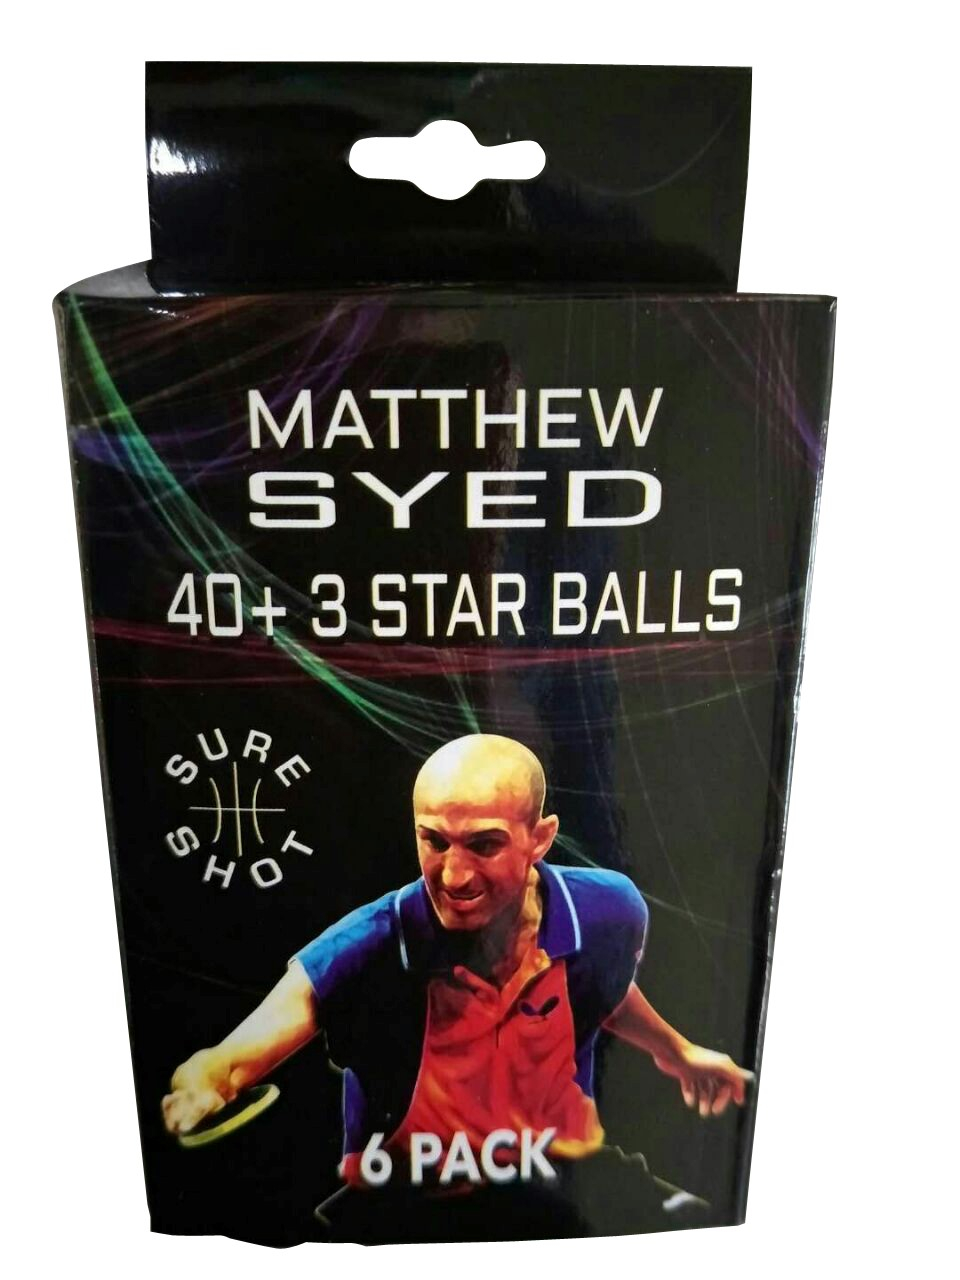 MATTHEW
SYED
40+ 3 STAR BALLS
SURE
SHOT
6 PACK